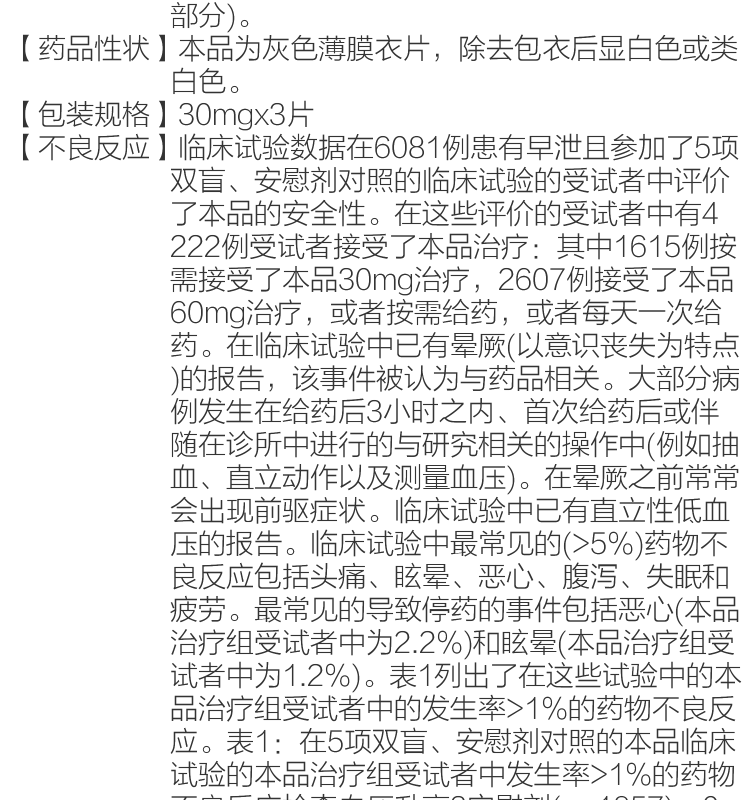 部分)。
【 药品性状 】本品为灰色薄膜衣片，除去包衣后显白色或类
白色。
【 包装规格 】30mgx3片
【 不良反应 】临床试验数据在6081例患有早泄且参加了5项
双盲、安慰剂对照的临床试验的受试者中评价
了本品的安全性。在这些评价的受试者中有4
222例受试者接受了本品治疗：其中1615例按
需接受了本品30mg治疗，2607例接受了本品
60mg治疗，或者按需给药，或者每天一次给
药。在临床试验中已有晕厥(以意识丧失为特点
)的报告，该事件被认为与药品相关。大部分病
例发生在给药后3小时之内、首次给药后或伴
随在诊所中进行的与研究相关的操作中(例如抽
血、直立动作以及测量血压)。在晕厥之前常常
会出现前驱症状。临床试验中已有直立性低血
压的报告。临床试验中最常见的(>5%)药物不
良反应包括头痛、眩晕、恶心、腹泻、失眠和
疲劳。最常见的导致停药的事件包括恶心(本品
治疗组受试者中为2.2%)和眩晕(本品治疗组受
试者中为1.2%)。表1列出了在这些试验中的本
品治疗组受试者中的发生率>1%的药物不良反
应。表1：在5项双盲、安慰剂对照的本品临床
试验的本品治疗组受试者中发生率>1%的药物